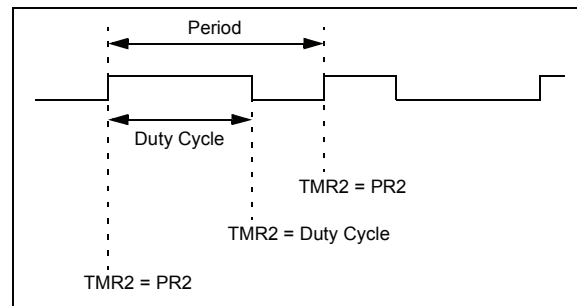 Period
Duty Cycle
TMR2 = PR2
TMR2 = Duty Cycle
TMR2 = PR2